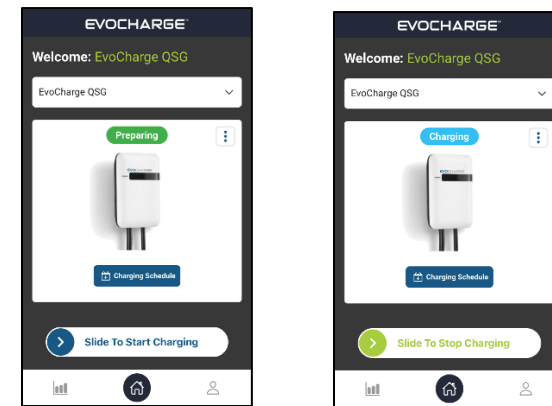 EVOCHARGE
Welcome: EvoCharge QSG
EvoCharge QSG
Preparing
Charging Schedule
Slide To Start Charging
EVOCHARGE
Welcome: EvoCharge QSG
EvoCharge QSG
Charging
Charging Schedule
Slide To Stop Charging